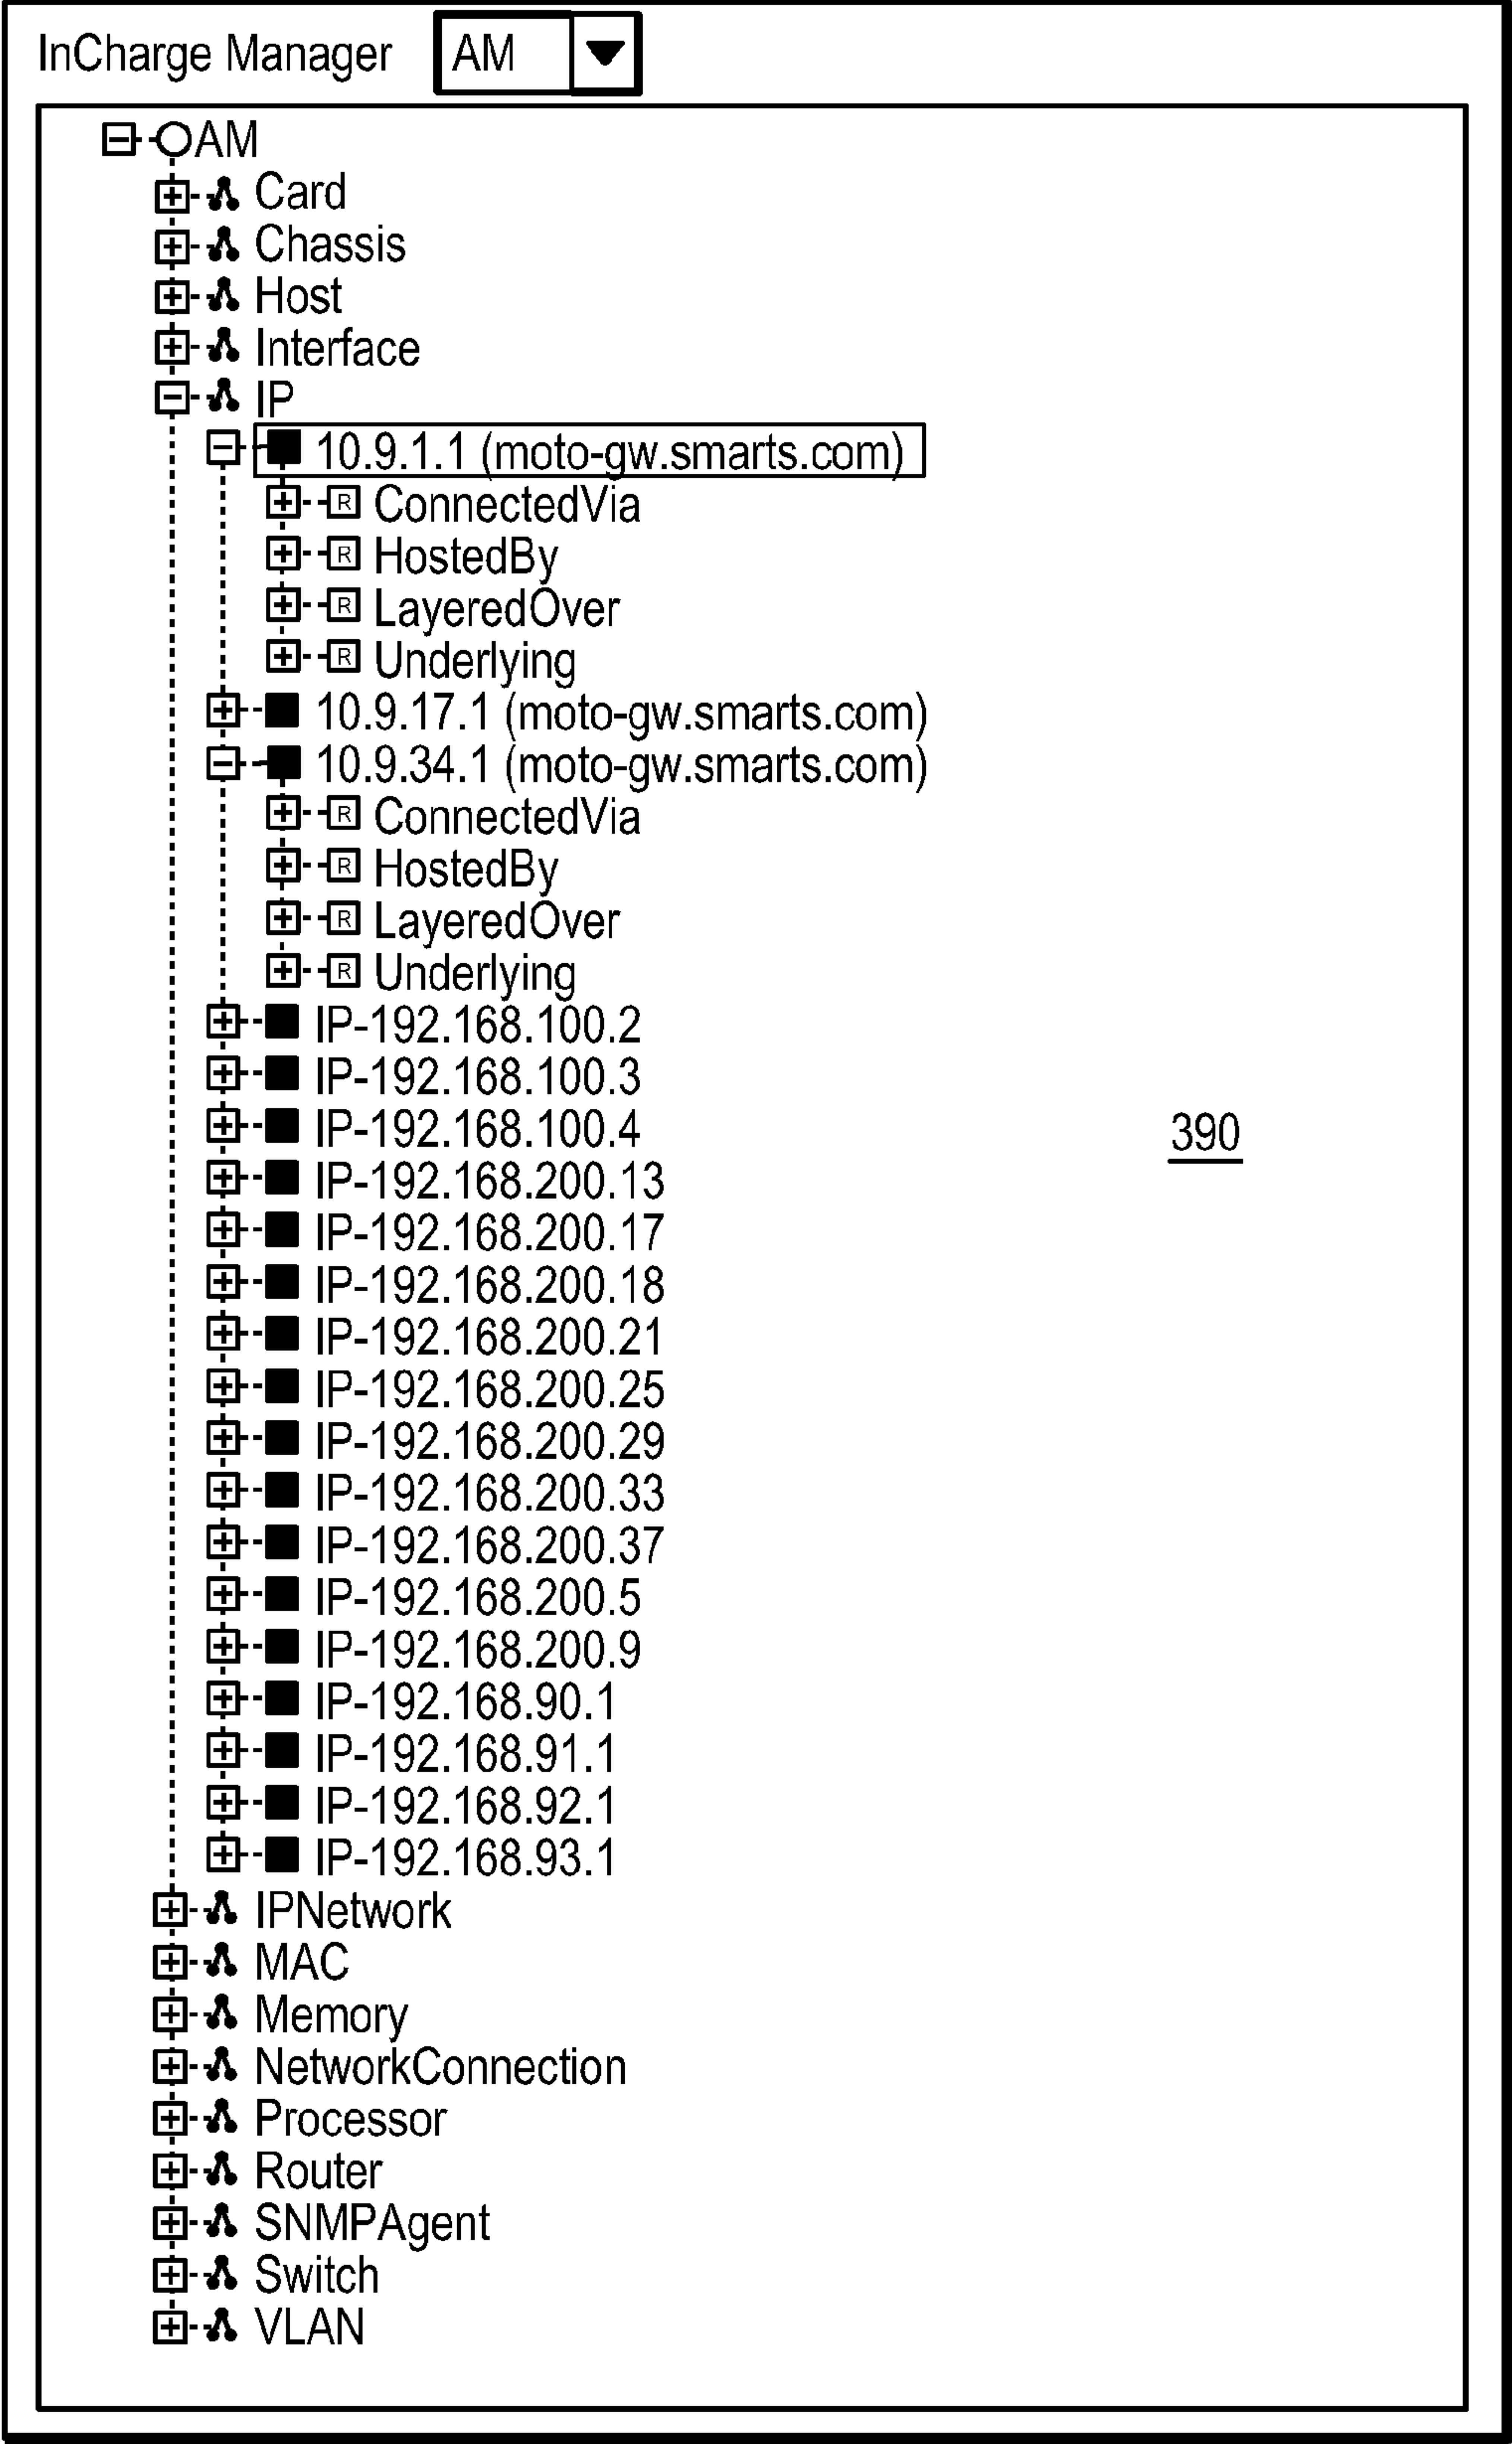 InCharge Manager AM
AM
Card
Chassis
Host
Interface
IP
10.9.1.1 (moto-gw.smarts.com)
R ConnectedVia
R HostedBy
R LayeredOver
R Underlying
10.9.17.1 (moto-gw.smarts.com)
10.9.34.1 (moto-gw.smarts.com)
R ConnectedVia
R HostedBy
R LayeredOver
R Underlying
IP-192.168.100.2
IP-192.168.100.3
IP-192.168.100.4
390
IP-192.168.200.13
IP-192.168.200.17
IP-192.168.200.18
IP-192.168.200.21
IP-192.168.200.25
IP-192.168.200.29
IP-192.168.200.33
IP-192.168.200.37
IP-192.168.200.5
IP-192.168.200.9
IP-192.168.90.1
IP-192.168.91.1
IP-192.168.92.1
IP-192.168.93.1
IPNetwork
MAC
Memory
NetworkConnection
Processor
Router
SNMPAgent
Switch
VLAN